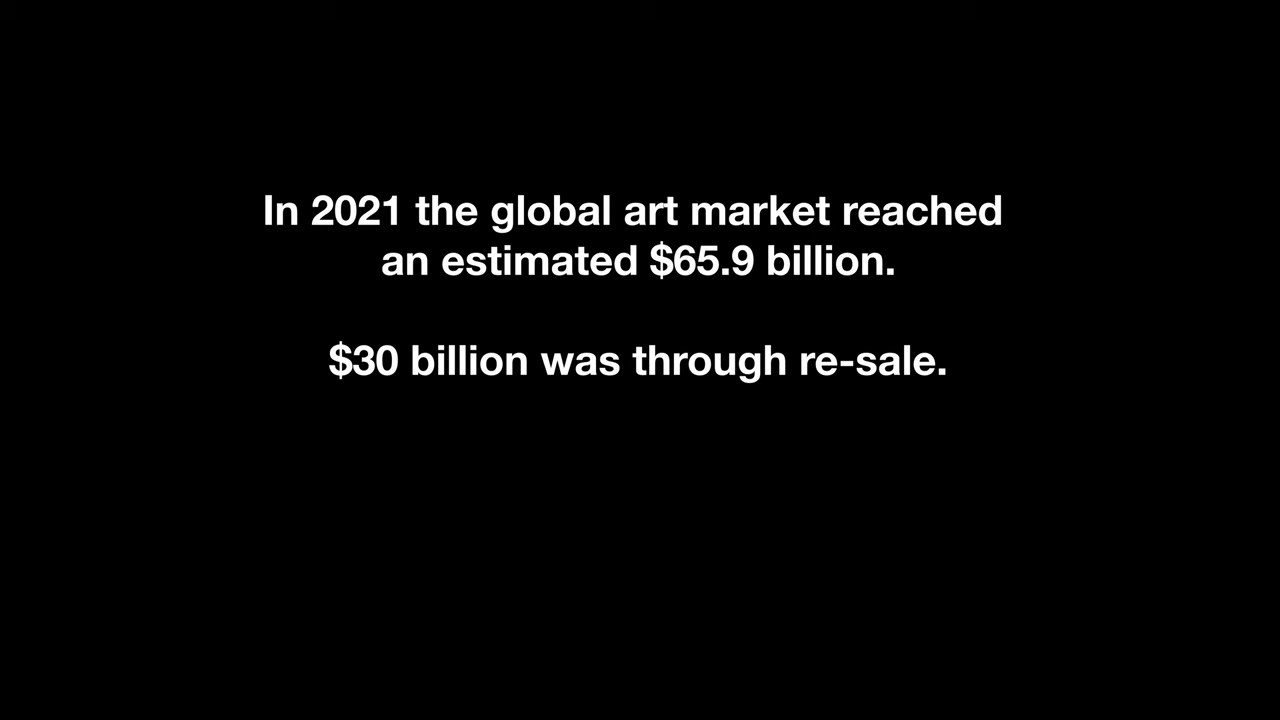 In 2021 the global art market reached
an estimated $65.9 billion.
$30 billion was through re-sale.